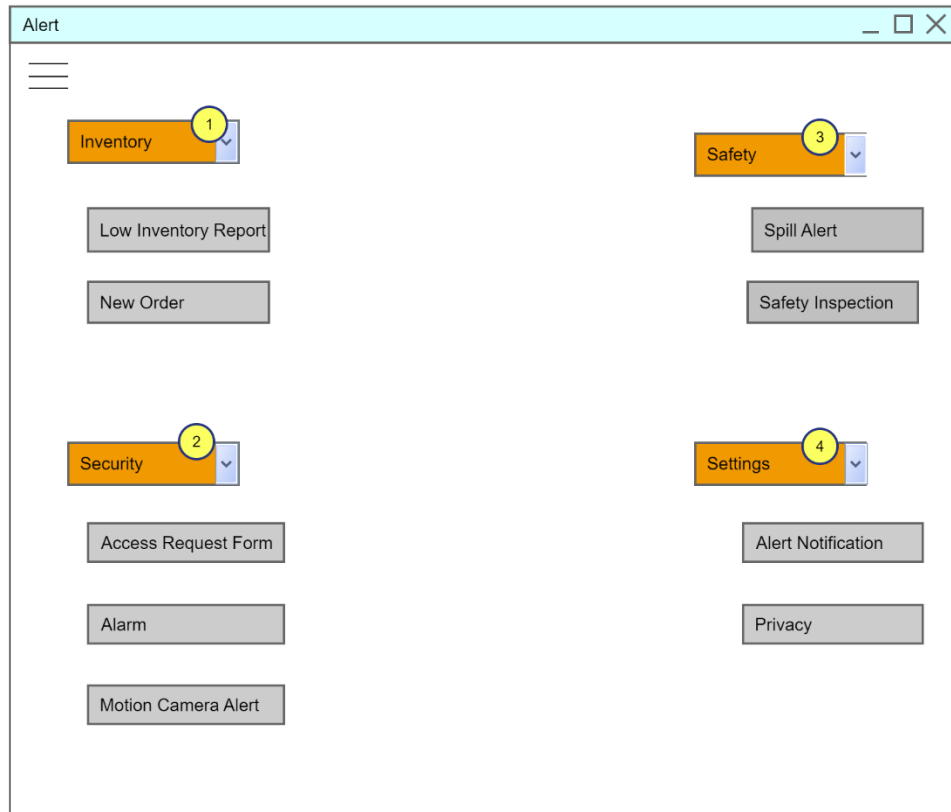 Alert
1
Inventory
Low Inventory Report
New Order
3
Safety
Spill Alert
Safety Inspection
2
Security
Access Request Form
Alarm
Motion Camera Alert
4
Settings
Alert Notification
Privacy